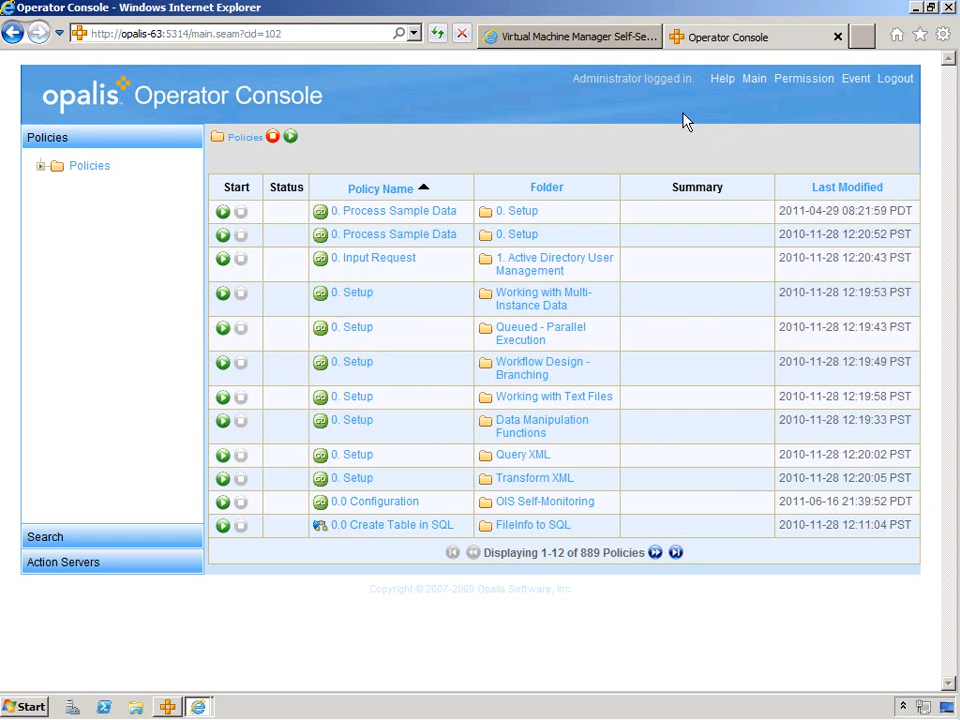 Operator Console - Windows Internet Explorer
http://opalis-63:5314/main.seam?cid=102
Virtual Machine Manager Self-Se...
Operator Console
Administrator logged in.
Help Main Permission Event Logout
opalis Operator Console
Policies
Policies
Policies
Start Status Policy Name Folder Summary Last Modified
0. Process Sample Data 0. Setup 2011-04-29 08:21:59 PDT
0. Process Sample Data 0. Setup 2010-11-28 12:20:52 PST
0. Input Request 1. Active Directory User 2010-11-28 12:20:43 PST
Management
0. Setup Working with Multi- 2010-11-28 12:19:53 PST
Instance Data
0. Setup Queued - Parallel 2010-11-28 12:19:43 PST
Execution
0. Setup Workflow Design - 2010-11-28 12:19:49 PST
Branching
0. Setup Working with Text Files 2010-11-28 12:19:58 PST
0. Setup Data Manipulation 2010-11-28 12:19:33 PST
Functions
0. Setup Query XML 2010-11-28 12:20:02 PST
0. Setup Transform XML 2010-11-28 12:20:05 PST
0.0 Configuration OIS Self-Monitoring 2011-06-16 21:39:52 PDT
0.0 Create Table in SQL FileInfo to SQL 2010-11-28 12:11:04 PST
Search
Action Servers
Displaying 1-12 of 889 Policies
Copyright © 2007-2009 Opalis Software, Inc
Start